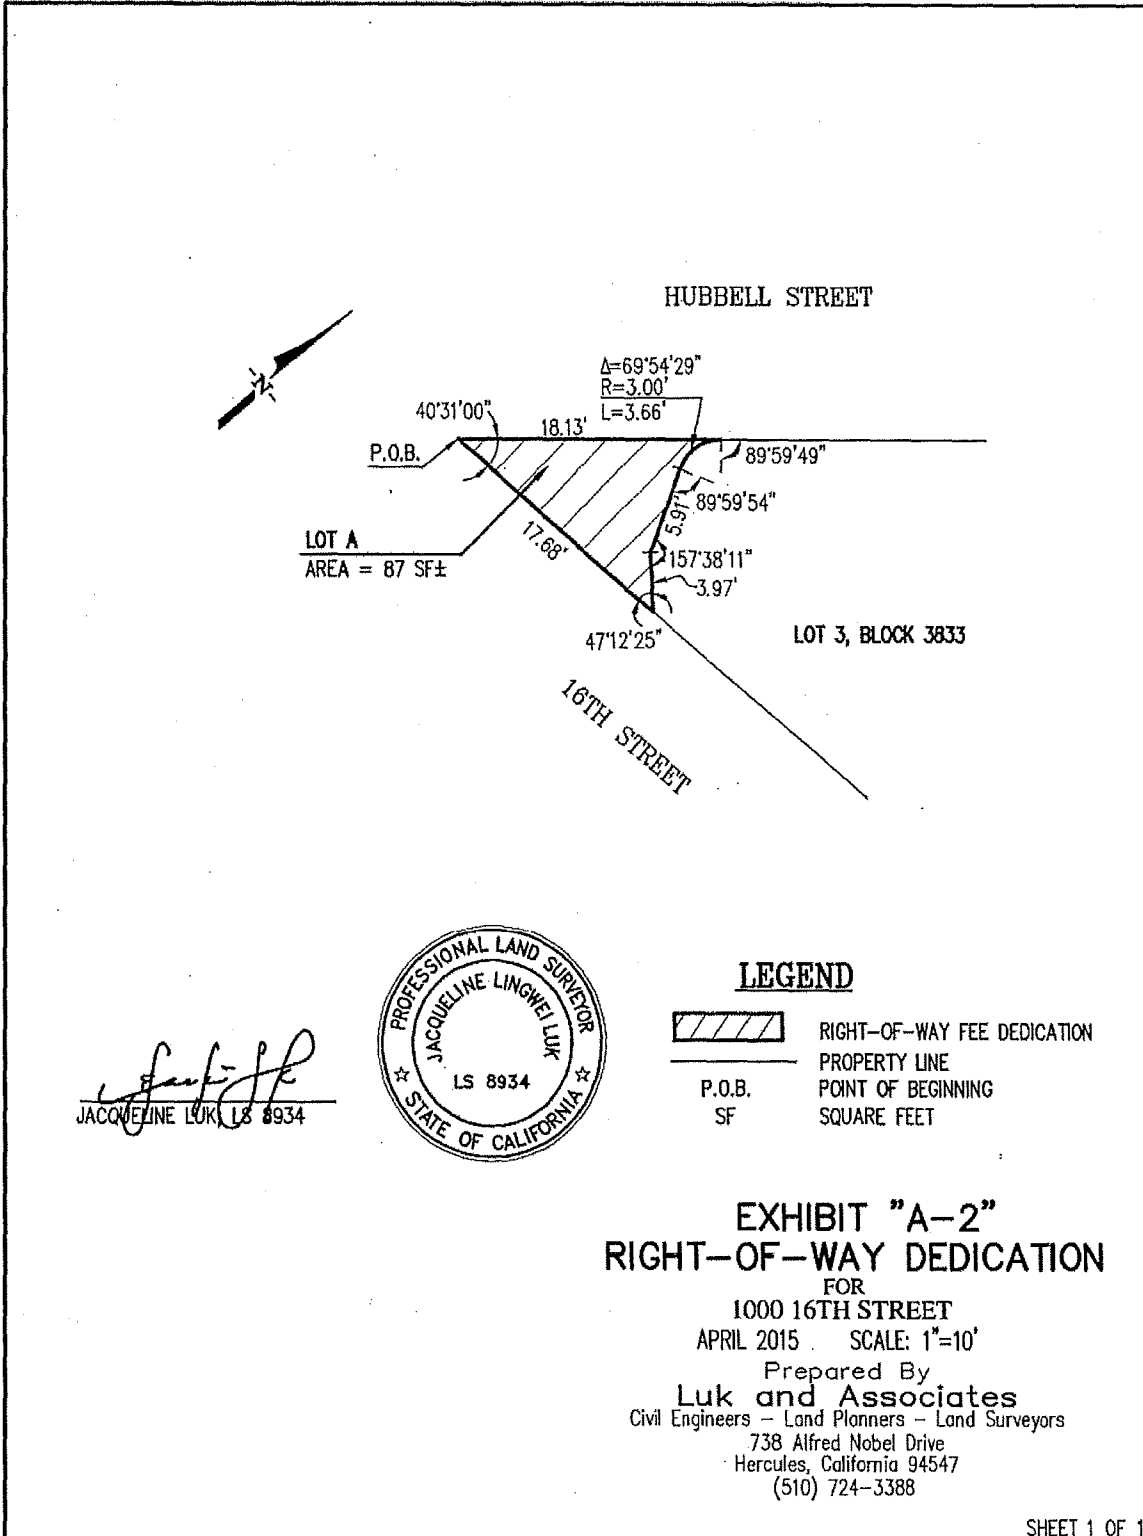 HUBBELL STREET
-N-
Δ=69°54'29"
R=3.00'
L=3.66'
40°31'00"
18.13'
P.O.B.
89°59'49"
89°59'54"
5.91'
LOT A
AREA = 87 SF±
17.68'
157°38'11"
3.97'
47°12'25"
LOT 3, BLOCK 3833
16TH STREET
PROFESSIONAL LAND SURVEYOR
JACQUELINE LINGWEI LUK
LS 8934
STATE OF CALIFORNIA
JACQUELINE LUK, LS 8934
LEGEND
RIGHT-OF-WAY FEE DEDICATION
PROPERTY LINE
P.O.B. POINT OF BEGINNING
SF SQUARE FEET
EXHIBIT "A-2"
RIGHT-OF-WAY DEDICATION
FOR
1000 16TH STREET
APRIL 2015 SCALE: 1"=10'
Prepared By
Luk and Associates
Civil Engineers - Land Planners - Land Surveyors
738 Alfred Nobel Drive
Hercules, California 94547
(510) 724-3388
SHEET 1 OF 1